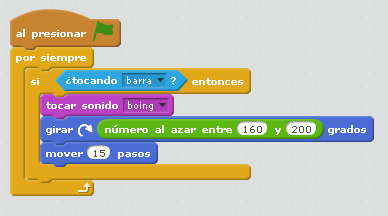 al presionar
por siempre
si ¿tocando barra ? entonces
tocar sonido boing
girar número al azar entre 160 y 200 grados
mover 15 pasos